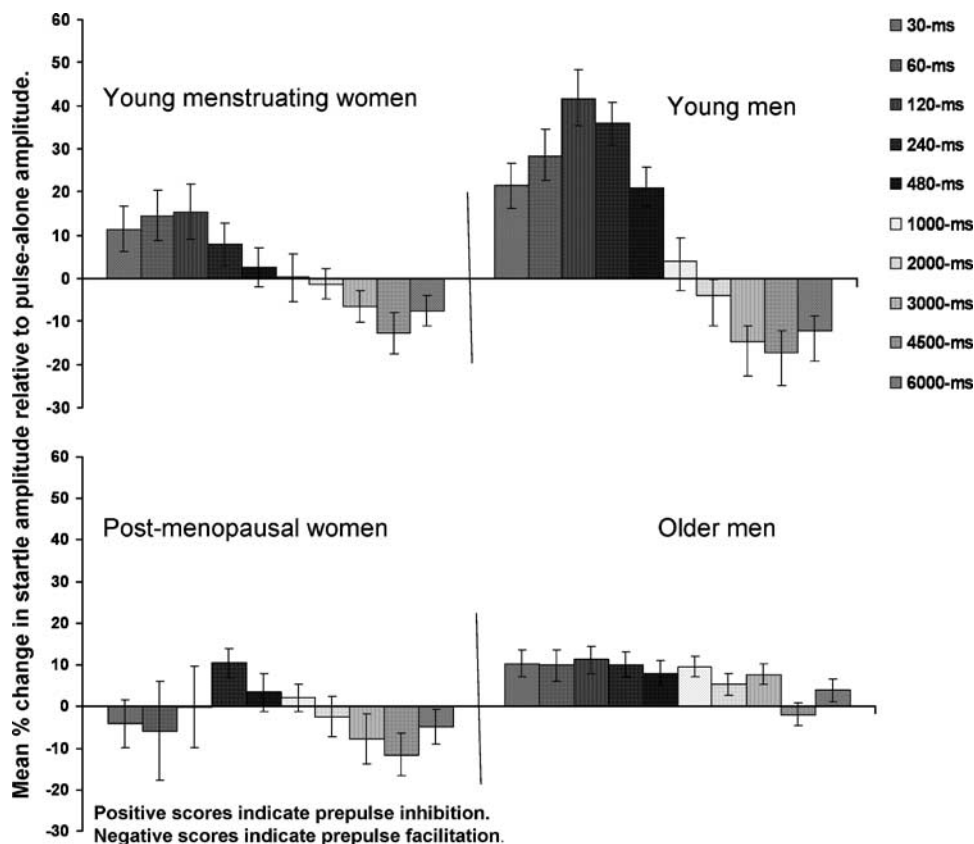 Mean % change in startle amplitude relative to pulse-alone amplitude.
60
50
40
30
20
10
0
-10
-20
-30
Young menstruating women
Young men
30-ms
60-ms
120-ms
240-ms
480-ms
1000-ms
2000-ms
3000-ms
4500-ms
6000-ms
60
50
40
30
20
10
0
-10
-20
-30
Post-menopausal women
Older men
Positive scores indicate prepulse inhibition.
Negative scores indicate prepulse facilitation.